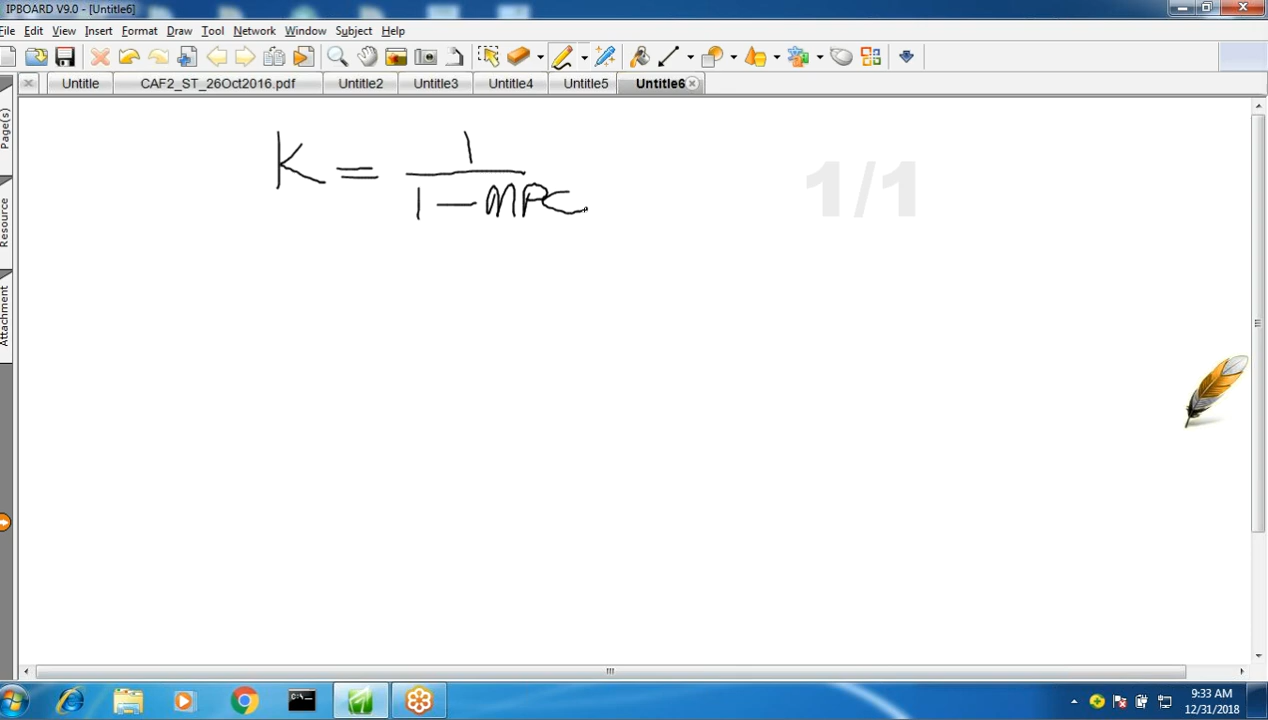 IPBOARD V9.0 - [Untitle6]
File Edit View Insert Format Draw Tool Network Window Subject Help
Untitle CAF2_ST_26Oct2016.pdf Untitle2 Untitle3 Untitle4 Untitle5 Untitle6
Page(s)
Resource
Attachment
K = 1
1 - MPC
1/1
9:33 AM
12/31/2018